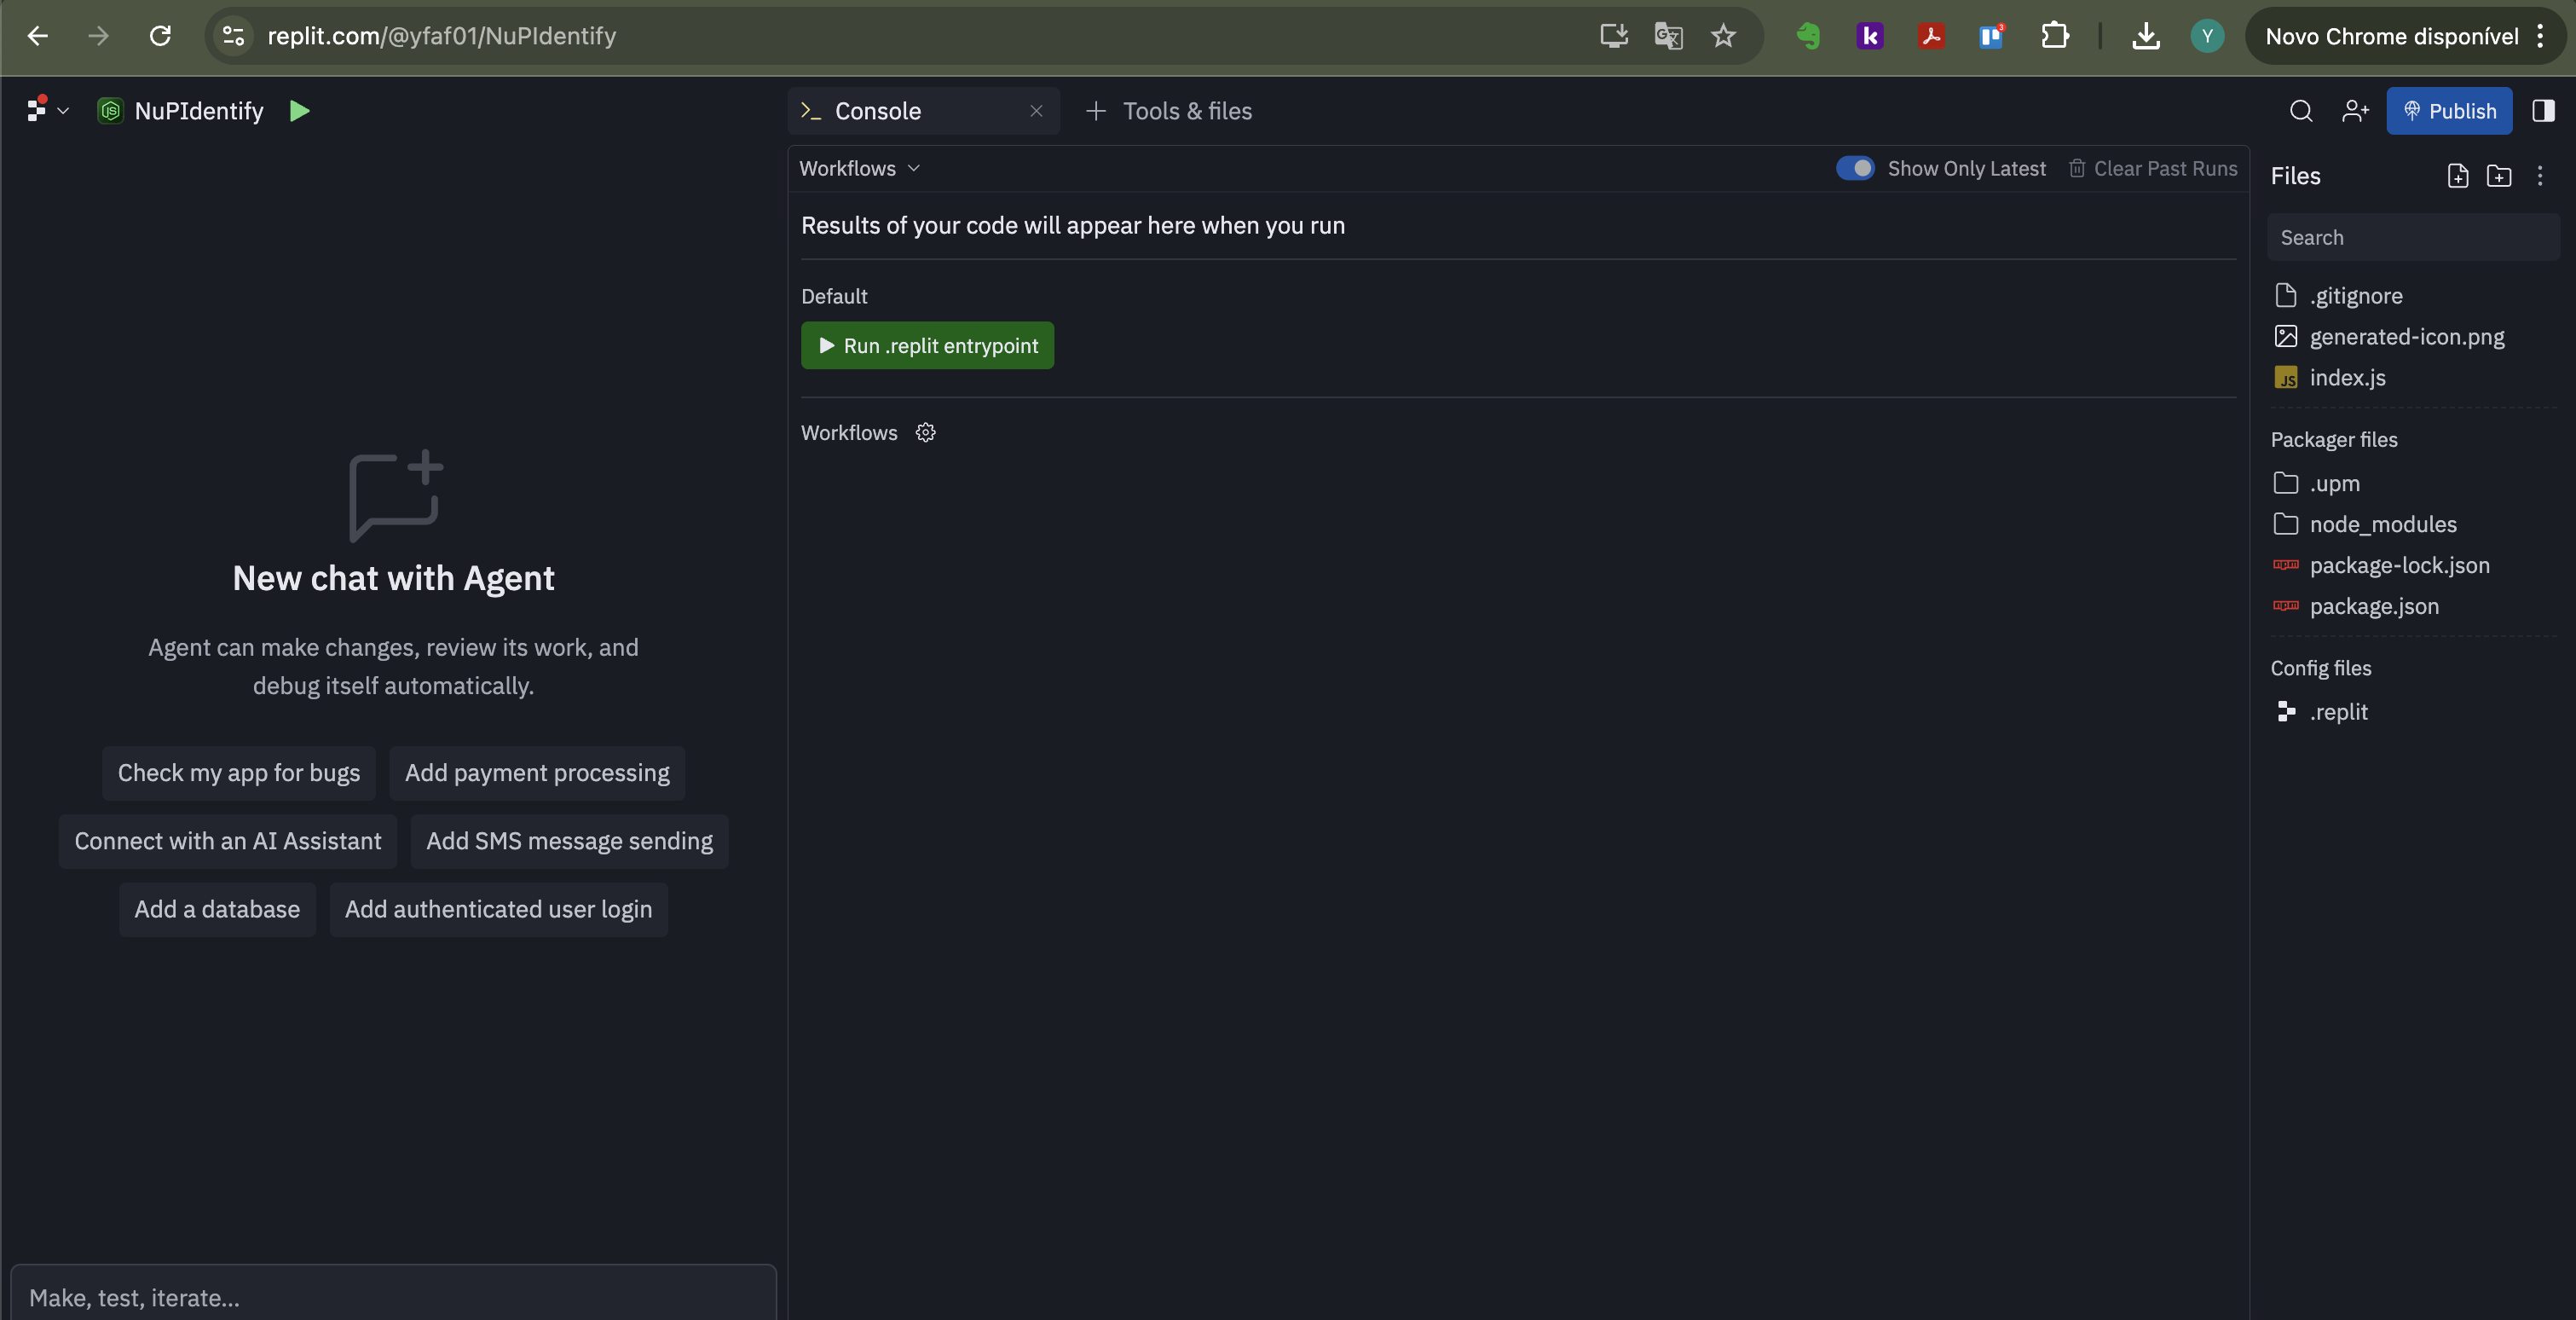 replit.com/@yfaf01/NuPIdentify
Novo Chrome disponível
NuPIdentify
Console
Tools & files
Publish
Workflows
Show Only Latest
Clear Past Runs
Results of your code will appear here when you run
Default
Run .replit entrypoint
Workflows
New chat with Agent
Agent can make changes, review its work, and
debug itself automatically.
Check my app for bugs
Add payment processing
Connect with an AI Assistant
Add SMS message sending
Add a database
Add authenticated user login
Make, test, iterate...
Files
Search
.gitignore
generated-icon.png
JS index.js
Packager files
.upm
node_modules
package-lock.json
package.json
Config files
.replit